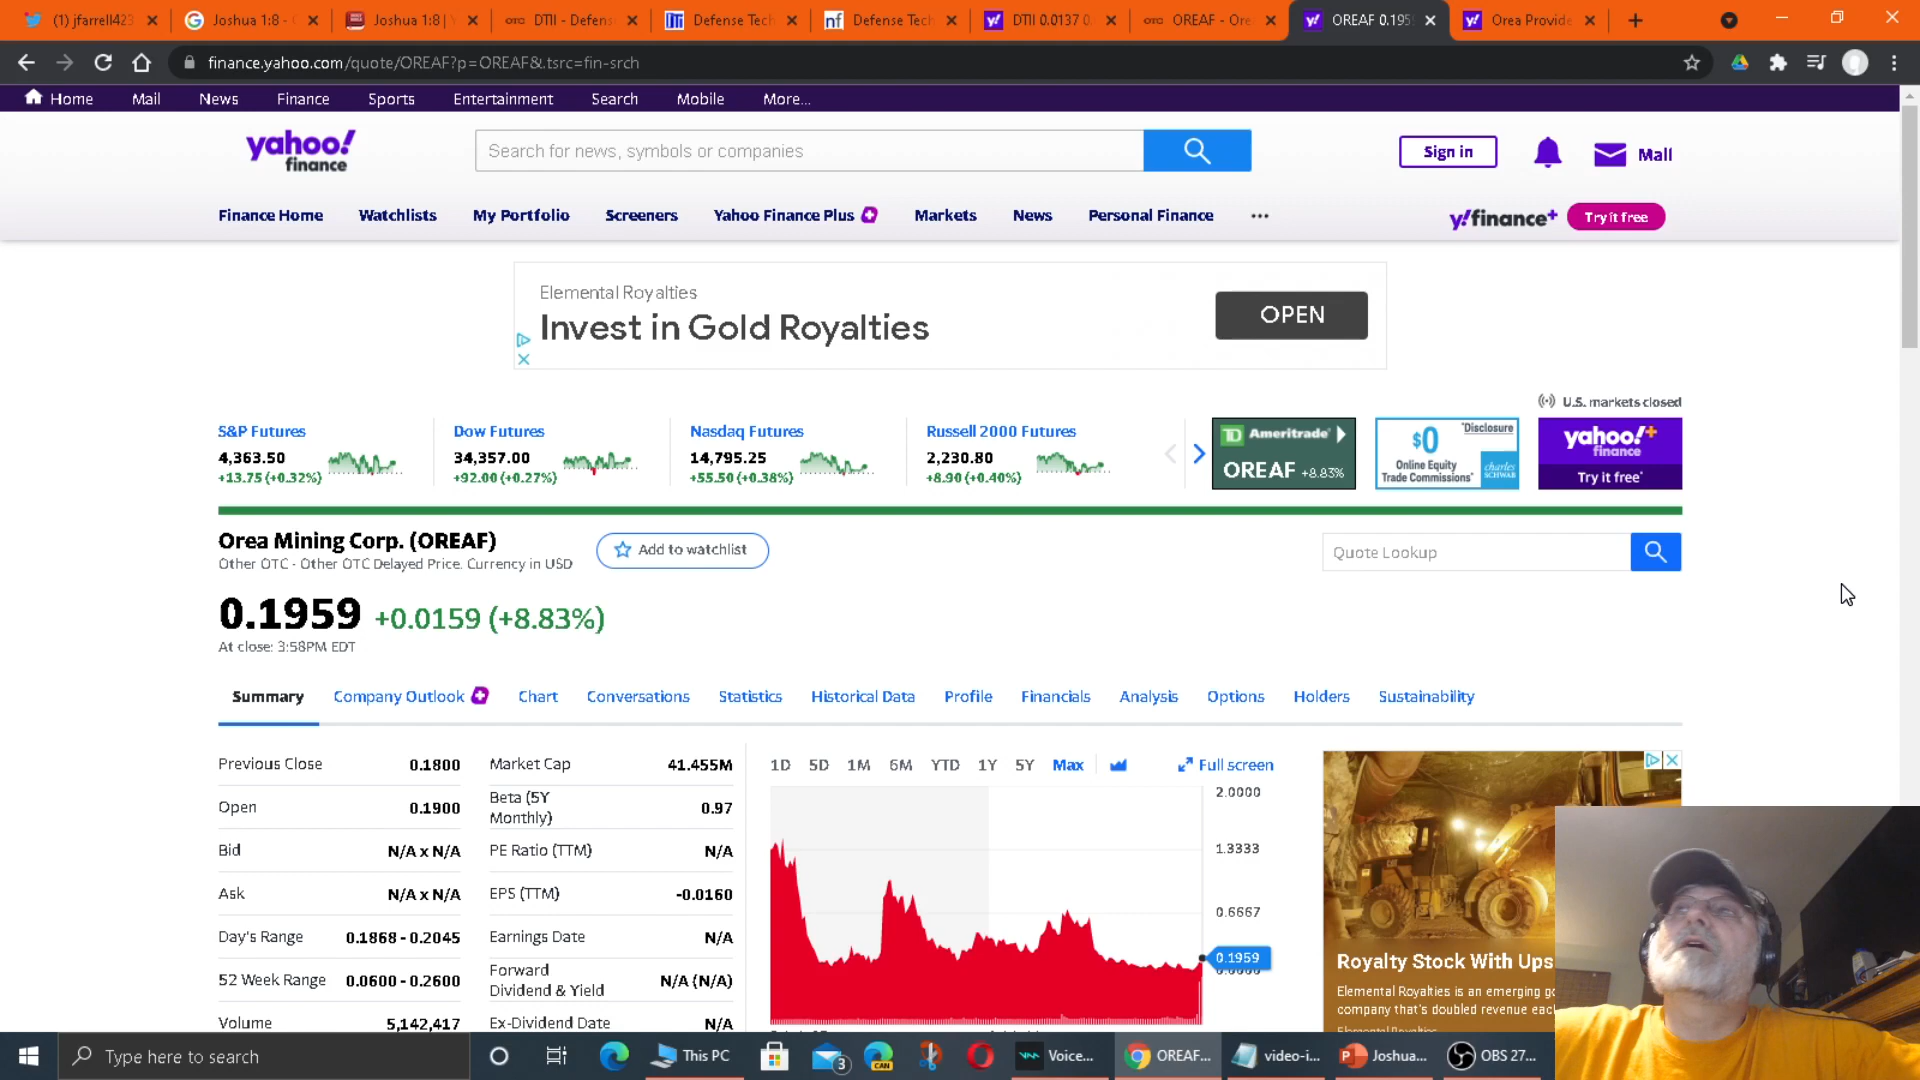 (1) jfarrell423
Joshua 1:8 -
Joshua 1:8 |
DTII - Defens
Defense Tech
Defense Tech
DTII 0.0137 0.
OREAF - Ore
OREAF 0.195
Orea Provide
finance.yahoo.com/quote/OREAF?p=OREAF&.tsrc=fin-srch
Home Mail News Finance Sports Entertainment Search Mobile More...
yahoo!
finance
Search for news, symbols or companies
Sign in
Mail
Finance Home Watchlists My Portfolio Screeners Yahoo Finance Plus Markets News Personal Finance ...
y!finance+ Try it free
Elemental Royalties
Invest in Gold Royalties
OPEN
U.S. markets closed
S&P Futures
4,363.50
+13.75 (+0.32%)
Dow Futures
34,357.00
+92.00 (+0.27%)
Nasdaq Futures
14,795.25
+55.50 (+0.38%)
Russell 2000 Futures
2,230.80
+8.90 (+0.40%)
TD Ameritrade
OREAF +8.83%
*Disclosure
$0
Online Equity
Trade Commissions*
charles
SCHWAB
yahoo!+
finance
Try it free*
Orea Mining Corp. (OREAF)
Other OTC - Other OTC Delayed Price. Currency in USD
Add to watchlist
Quote Lookup
0.1959 +0.0159 (+8.83%)
At close: 3:58PM EDT
Summary Company Outlook Chart Conversations Statistics Historical Data Profile Financials Analysis Options Holders Sustainability
Previous Close 0.1800
Open 0.1900
Bid N/A x N/A
Ask N/A x N/A
Day's Range 0.1868 - 0.2045
52 Week Range 0.0600 - 0.2600
Volume 5,142,417
Market Cap 41.455M
Beta (5Y
Monthly) 0.97
PE Ratio (TTM) N/A
EPS (TTM) -0.0160
Earnings Date N/A
Forward
Dividend & Yield N/A (N/A)
Ex-Dividend Date N/A
1D 5D 1M 6M YTD 1Y 5Y Max Full screen
2.0000
1.3333
0.6667
0.1959
0.0000
Royalty Stock With Ups
Elemental Royalties is an emerging go
company that's doubled revenue eac
Elemental Royalties
Type here to search
This PC
3
CAN
Voice...
OREAF...
video-i...
Joshua...
OBS 27...